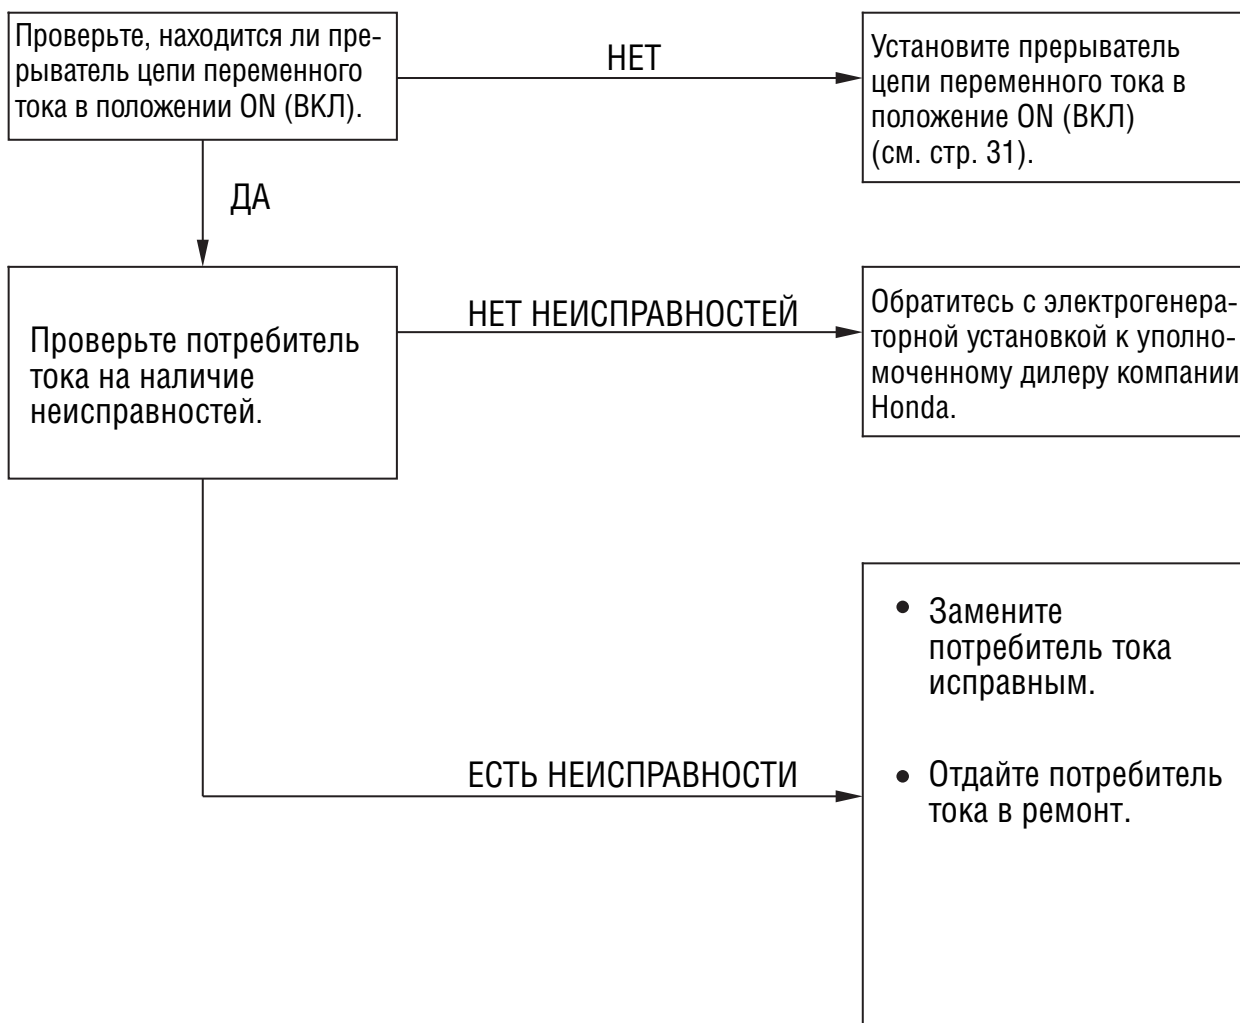 Проверьте, находится ли пре-
рыватель цепи переменного
тока в положении ON (ВКЛ).
НЕТ
Установите прерыватель
цепи переменного тока в
положение ON (ВКЛ)
(см. стр. 31).
ДА
Проверьте потребитель
тока на наличие
неисправностей.
НЕТ НЕИСПРАВНОСТЕЙ
Обратитесь с электрогенера-
торной установкой к уполно-
моченному дилеру компании
Honda.
ЕСТЬ НЕИСПРАВНОСТИ
• Замените
потребитель тока
исправным.
• Отдайте потребитель
тока в ремонт.